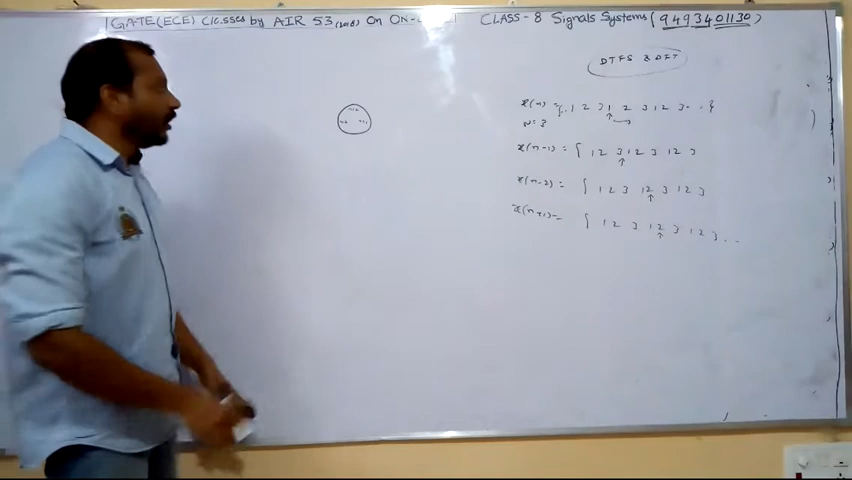 GATE(ECE) Classes by AIR 53 (2018) On ON-
CLASS - 8 Signals Systems (9493401130)
DTFS & DFT
x(n) = {.. 1 2 3 1 2 3 1 2 3 . . }
N = 3
x(n-1) = { 1 2 3 1 2 3 1 2 3
x(n-2) = { 1 2 3 1 2 3 1 2 3
x(n+1) = { 1 2 3 1 2 3 1 2 3 . . .